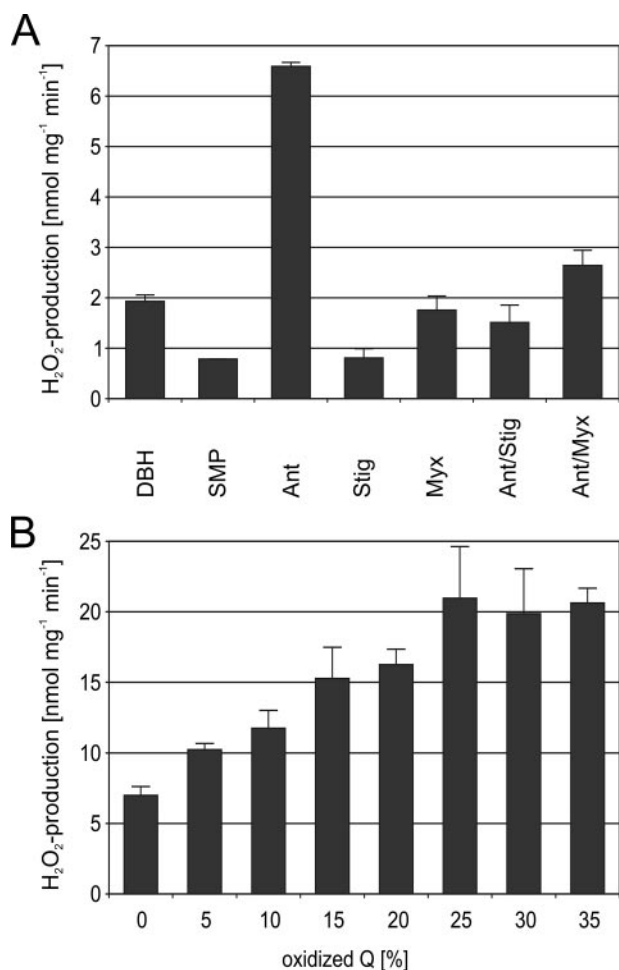 A
H₂O₂-production [nmol mg⁻¹ min⁻¹]
7
6
5
4
3
2
1
0
DBH
SMP
Ant
Stig
Myx
Ant/Stig
Ant/Myx
B
H₂O₂-production [nmol mg⁻¹ min⁻¹]
25
20
15
10
5
0
0 5 10 15 20 25 30 35
oxidized Q [%]